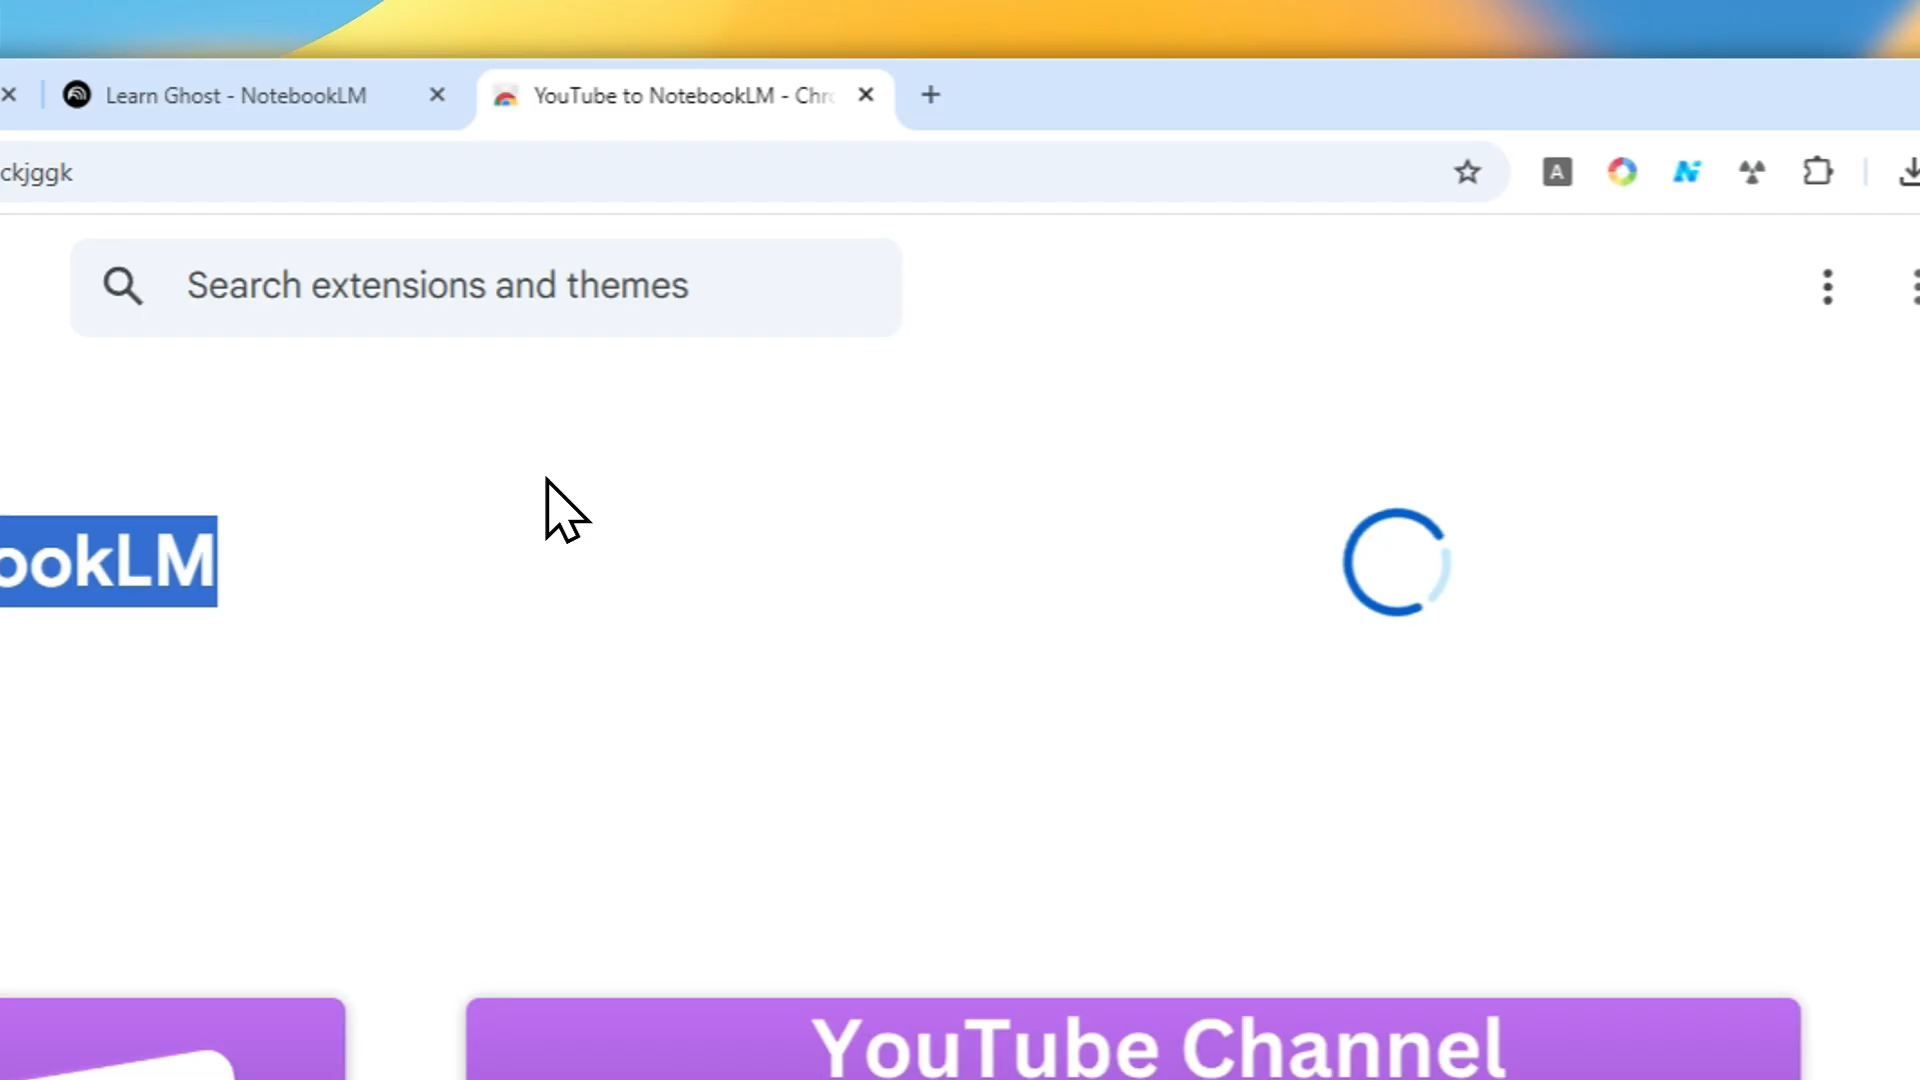 Learn Ghost - NotebookLM
YouTube to NotebookLM - Chr
ckjggk
A
N
Search extensions and themes
ookLM
YouTube Channel